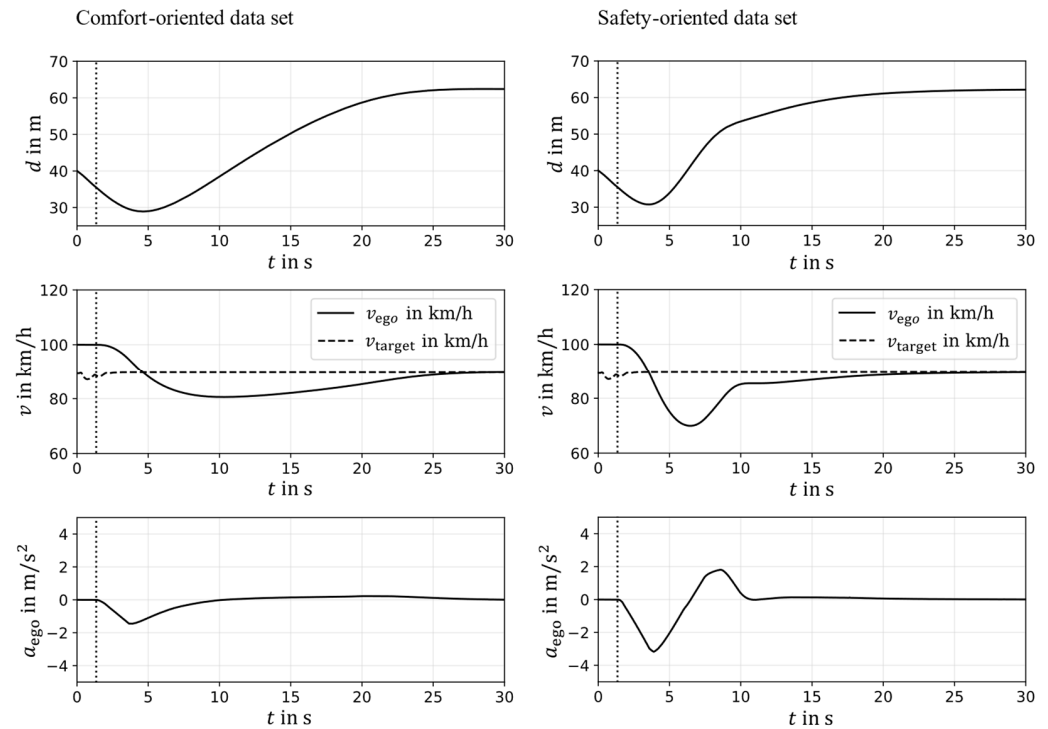 Comfort-oriented data set
Safety-oriented data set
70
60
50
40
30
d in m
0 5 10 15 20 25 30
t in s
70
60
50
40
30
d in m
0 5 10 15 20 25 30
t in s
120
100
80
60
v in km/h
v_ego in km/h
v_target in km/h
0 5 10 15 20 25 30
t in s
120
100
80
60
v in km/h
v_ego in km/h
v_target in km/h
0 5 10 15 20 25 30
t in s
4
2
0
−2
−4
a_ego in m/s²
0 5 10 15 20 25 30
t in s
4
2
0
−2
−4
a_ego in m/s²
0 5 10 15 20 25 30
t in s